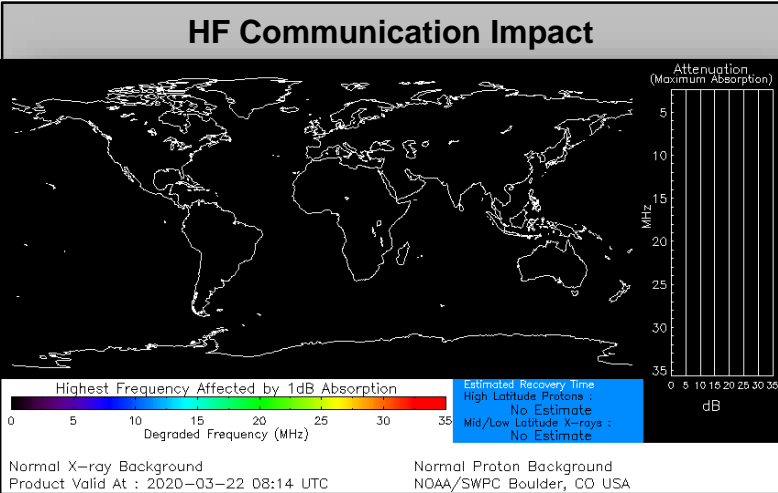 HF Communication Impact
Attenuation
(Maximum Absorption)
5
10
15
20
25
30
35
MHz
0 5 10 15 20 25 30 35
dB
Highest Frequency Affected by 1dB Absorption
0 5 10 15 20 25 30 35
Degraded Frequency (MHz)
Estimated Recovery Time
High Latitude Protons :
No Estimate
Mid/Low Latitude X-rays :
No Estimate
Normal X-ray Background
Product Valid At : 2020-03-22 08:14 UTC
Normal Proton Background
NOAA/SWPC Boulder, CO USA